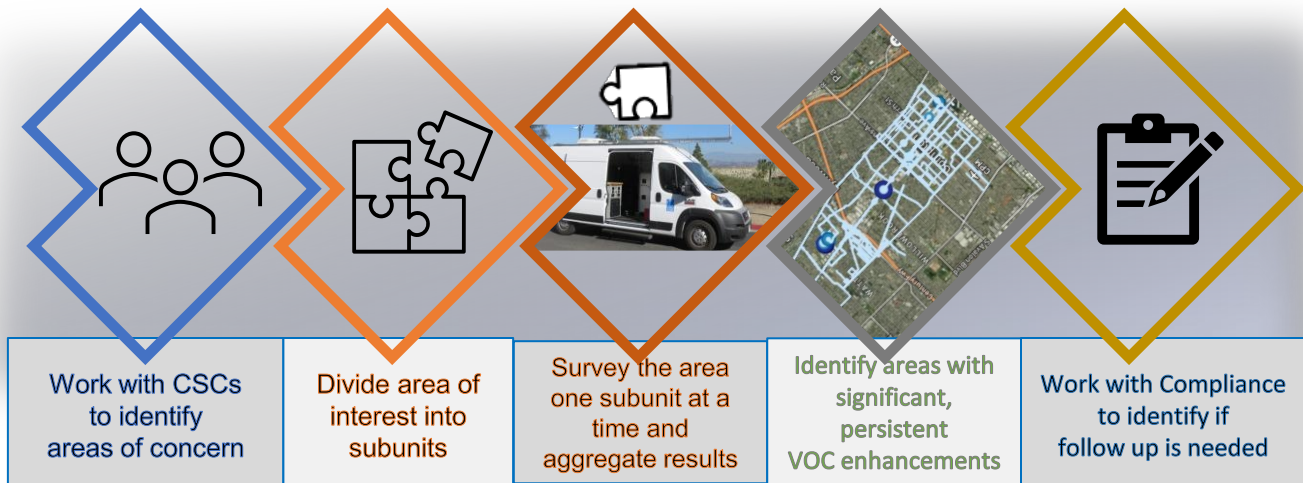 Work with CSCs
to identify
areas of concern
Divide area of
interest into
subunits
Survey the area
one subunit at a
time and
aggregate results
Identify areas with
significant,
persistent
VOC enhancements
Work with Compliance
to identify if
follow up is needed
WILLOW